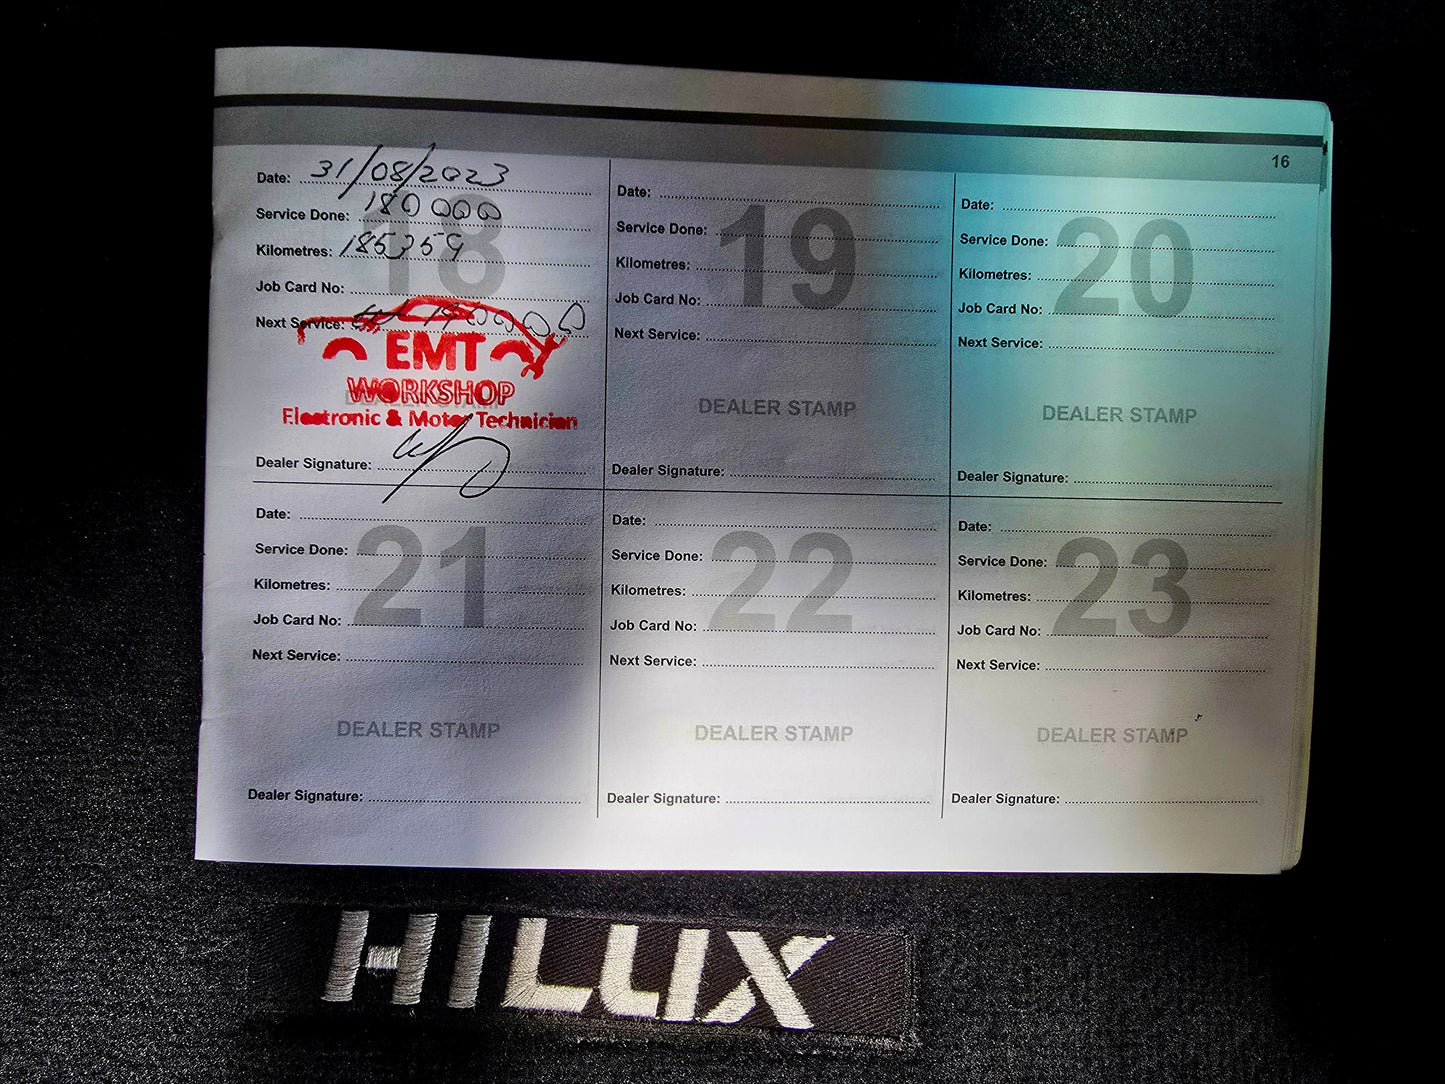 16
Date: 31/08/2023
Service Done: 180 000
Kilometres: 185359
Job Card No:
Next Service: 190000
18
EMT
WORKSHOP
Electronic & Motor Technician
Dealer Signature:
Date:
Service Done:
Kilometres:
Job Card No:
Next Service:
19
DEALER STAMP
Dealer Signature:
Date:
Service Done:
Kilometres:
Job Card No:
Next Service:
20
DEALER STAMP
Dealer Signature:
Date:
Service Done:
Kilometres:
Job Card No:
Next Service:
21
DEALER STAMP
Dealer Signature:
Date:
Service Done:
Kilometres:
Job Card No:
Next Service:
22
DEALER STAMP
Dealer Signature:
Date:
Service Done:
Kilometres:
Job Card No:
Next Service:
23
DEALER STAMP
Dealer Signature:
HILUX